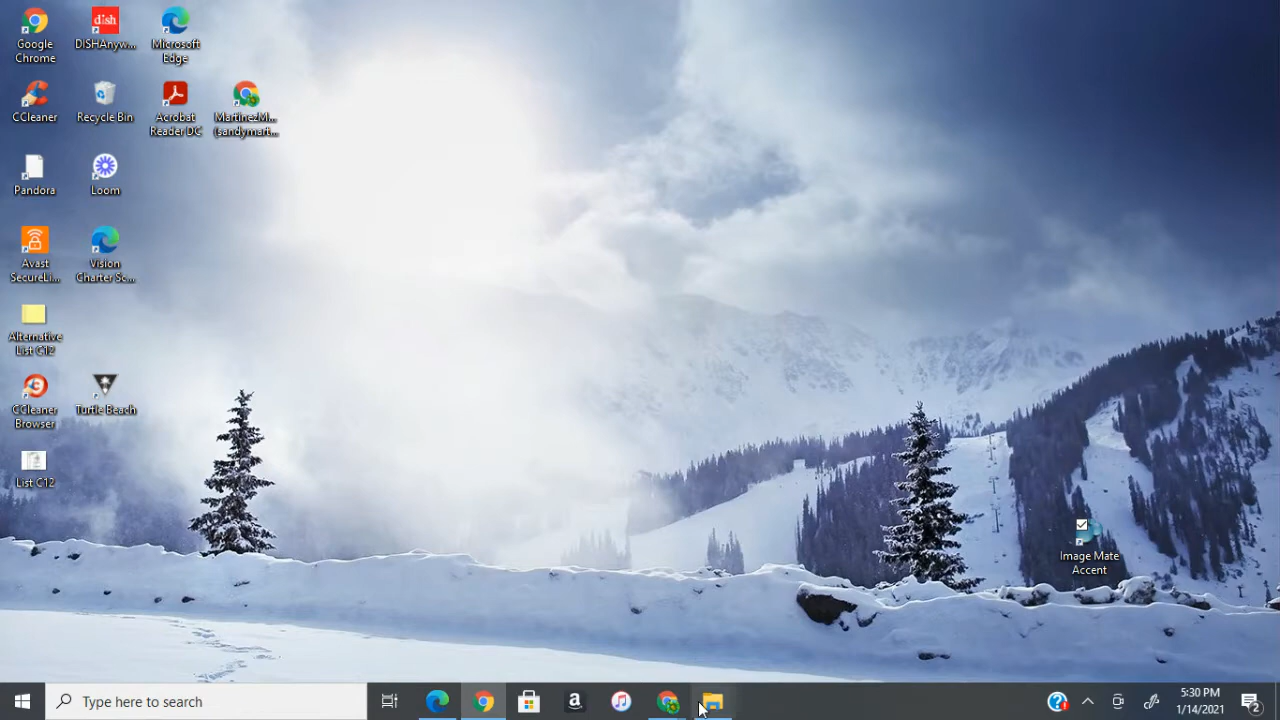 Google
Chrome
dish
DISHAnyw...
Microsoft
Edge
CCleaner
Recycle Bin
Acrobat
Reader DC
MartinezM...
(sandymart...
Pandora
Loom
Avast
SecureLi...
Vision
Charter Sc...
Alternative
List C12
CCleaner
Browser
Turtle Beach
List C12
Image Mate
Accent
Type here to search
a
5:30 PM
1/14/2021
2